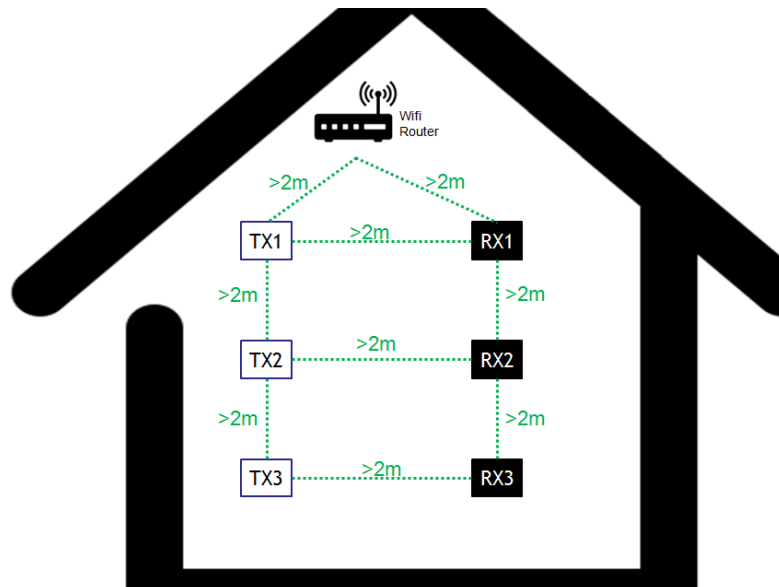 Wifi
Router
>2m >2m
TX1 >2m RX1
>2m >2m
TX2 >2m RX2
>2m >2m
TX3 >2m RX3